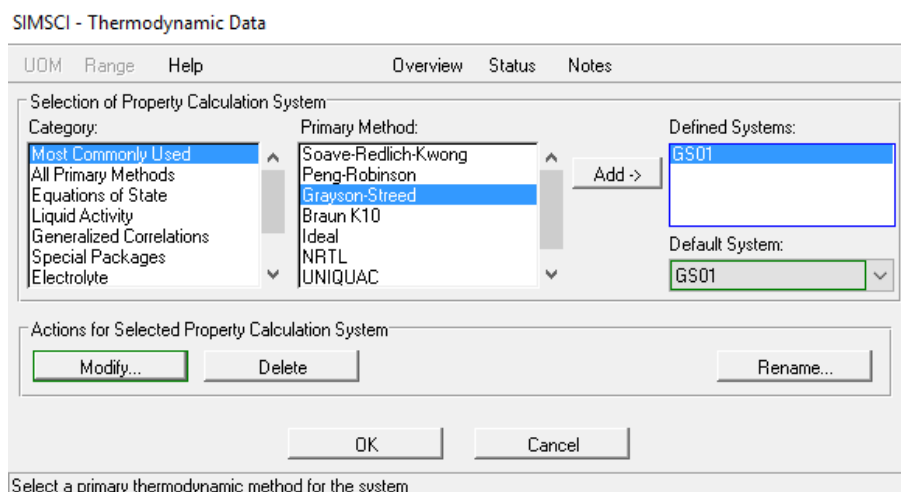 SIMSCI - Thermodynamic Data
UOM Range Help Overview Status Notes
Selection of Property Calculation System
Category:
Most Commonly Used
All Primary Methods
Equations of State
Liquid Activity
Generalized Correlations
Special Packages
Electrolyte
Primary Method:
Soave-Redlich-Kwong
Peng-Robinson
Grayson-Streed
Braun K10
Ideal
NRTL
UNIQUAC
Add ->
Defined Systems:
GS01
Default System:
GS01
Actions for Selected Property Calculation System
Modify... Delete Rename...
OK Cancel
Select a primary thermodynamic method for the system